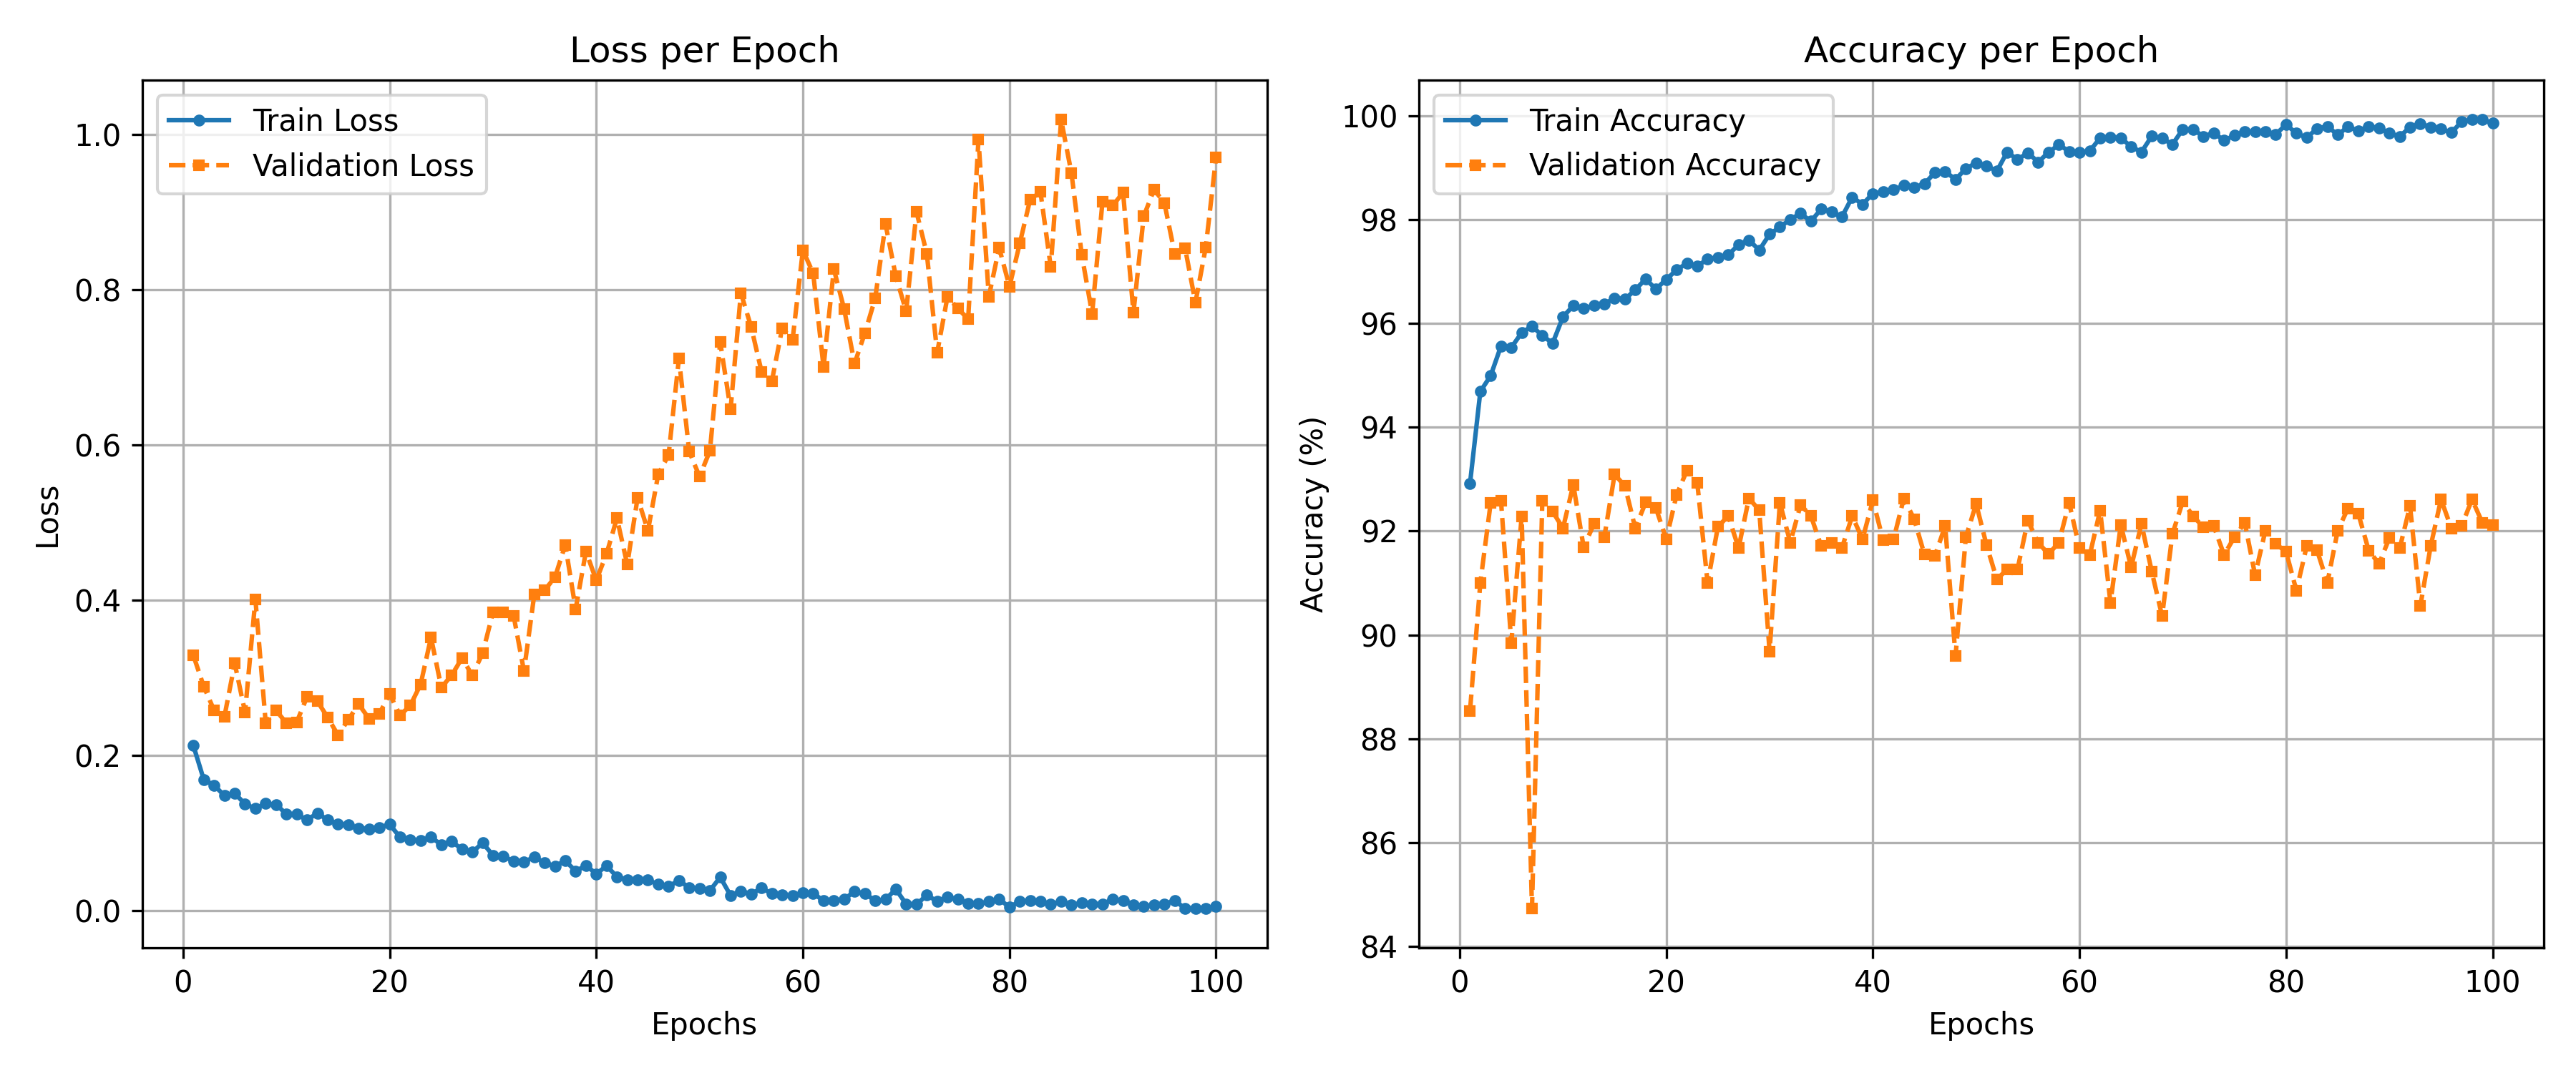 Loss per Epoch
Train Loss
Validation Loss
1.0
0.8
0.6
0.4
0.2
0.0
Loss
0 20 40 60 80 100
Epochs
Accuracy per Epoch
Train Accuracy
Validation Accuracy
100
98
96
94
92
90
88
86
84
Accuracy (%)
0 20 40 60 80 100
Epochs